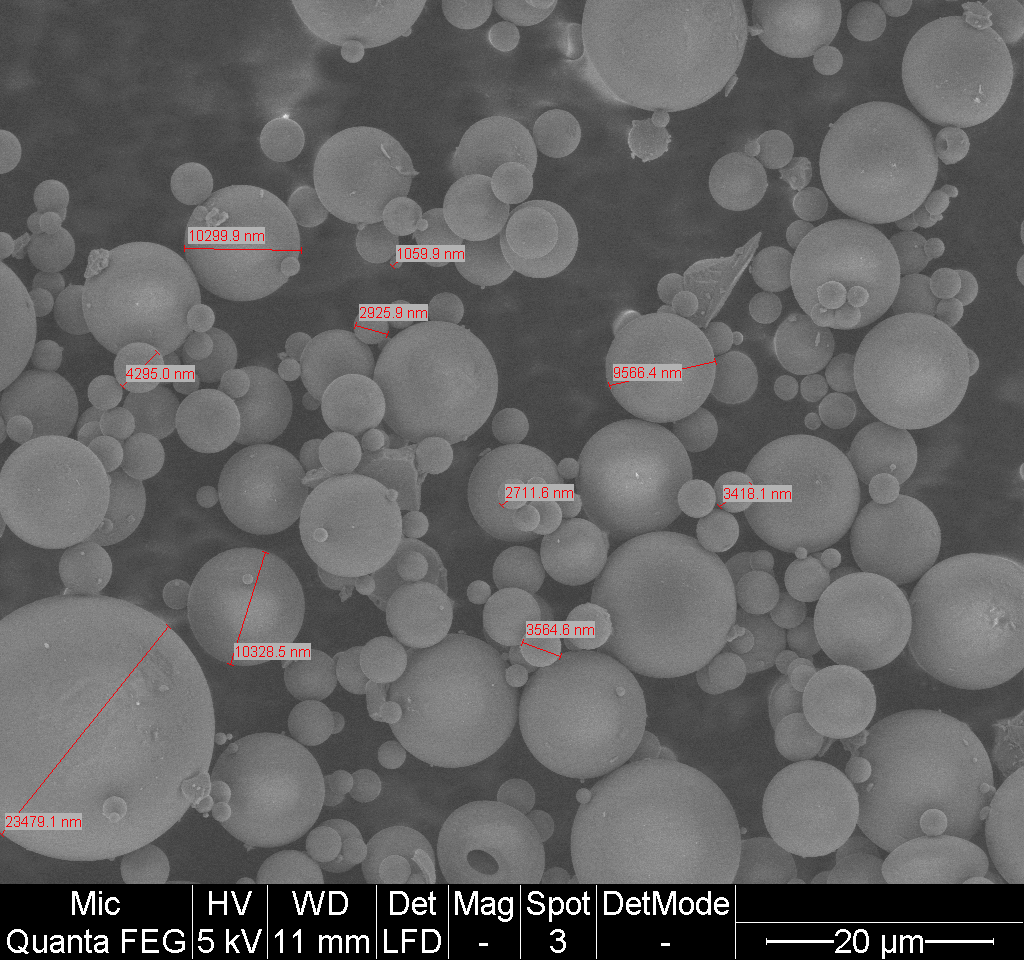 10299.9 nm
1059.9 nm
2925.9 nm
4295.0 nm
9566.4 nm
2711.6 nm
3418.1 nm
3564.6 nm
10328.5 nm
23479.1 nm
Mic HV WD Det Mag Spot DetMode
Quanta FEG 5 kV 11 mm LFD - 3 - 20 µm